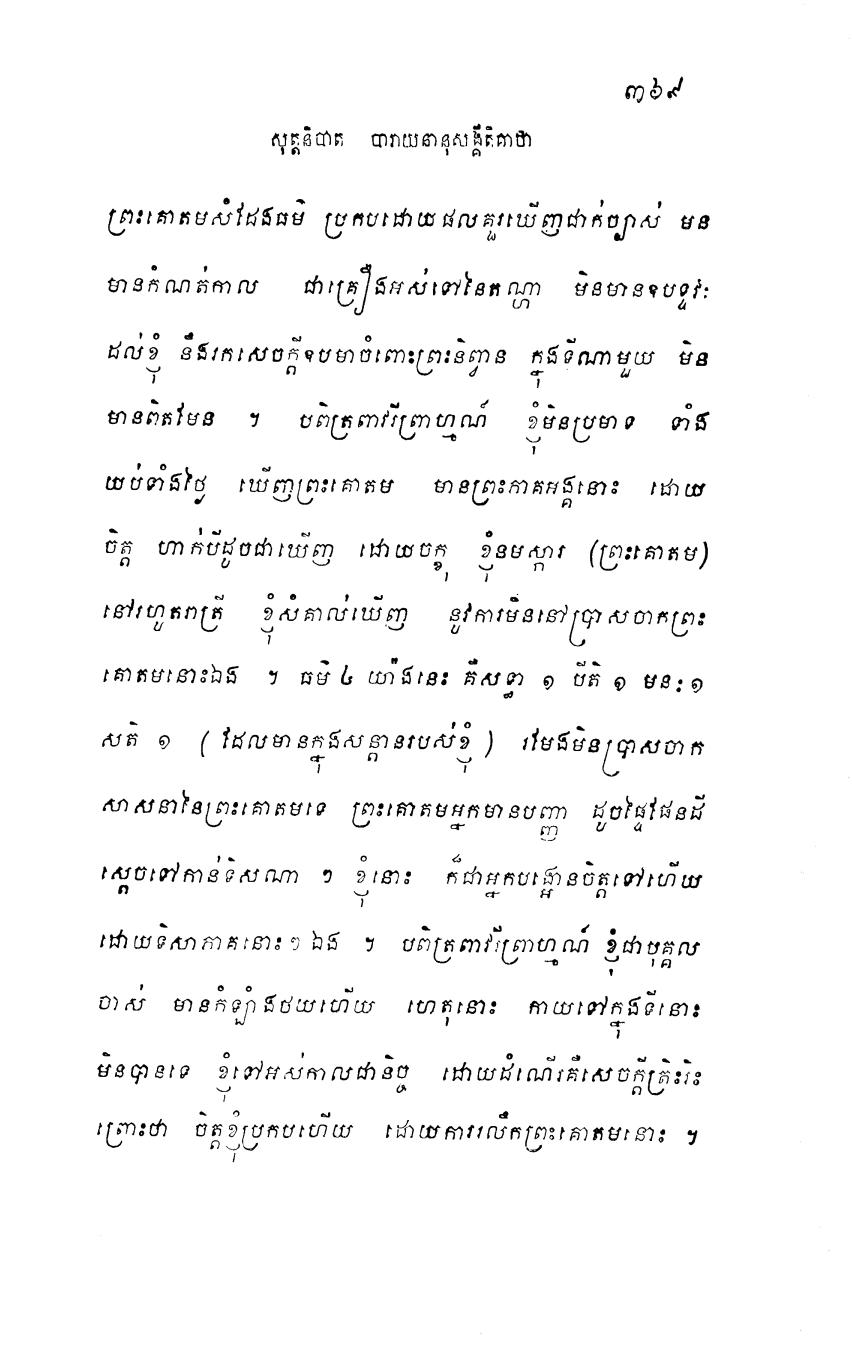 ៣៦៩
សុត្តនិបាត បារាយនានុសង្គីតិគាថា
ព្រះគោតមសំដែងធម៌ ប្រកបដោយផលគួរឃើញជាក់ច្បាស់ មន
មានកំណត់កាល ជាគ្រឿងអស់ទៅនៃតណ្ហា មិនមានឧបទ្ទវៈ
ដល់ខ្ញុំ នឹងរកសេចក្តីឧបមាចំពោះព្រះនិព្វាន ក្នុងទីណាមួយ មិន
មានពិតមែន ។ បពិត្រពាវរីព្រាហ្មណ៍ ខ្ញុំមិនប្រមាទ ទាំង
យប់ទាំងថ្ងៃ ឃើញព្រះគោតម មានព្រះភាគអង្គនោះ ដោយ
ចិត្ត ហាក់បីដូចជាឃើញ ដោយចក្ខុ ខ្ញុំនមស្ការ (ព្រះគោតម)
នៅរហូតរាត្រី ខ្ញុំសំគាល់ឃើញ នូវការមិននៅប្រាសចាកព្រះ
គោតមនោះឯង ។ ធម៌ ៤ យ៉ាងនេះ គឺសទ្ធា ១ បីតិ ១ មនៈ ១
សតិ ១ (ដែលមានក្នុងសន្តានរបស់ខ្ញុំ) រមែងមិនប្រាសចាក
សាសនានៃព្រះគោតមទេ ព្រះគោតមអ្នកមានបញ្ញា ដូចផ្ទៃផែនដី
ស្តេចទៅកាន់ទិសណា ៗ ខ្ញុំនោះ ក៏ជាអ្នកបង្អោនចិត្តទៅហើយ
ដោយទិសាភាគនោះ ៗ ឯង ។ បពិត្រពាវរីព្រាហ្មណ៍ ខ្ញុំជាបុគ្គល
ចាស់ មានកំឡាំងថយហើយ ហេតុនោះ កាយទៅក្នុងទីនោះ
មិនបានទេ ខ្ញុំទៅអស់កាលជានិច្ច ដោយដំណើរគឺសេចក្តីត្រិះរិះ
ព្រោះថា ចិត្តខ្ញុំប្រកបហើយ ដោយការរលឹកព្រះគោតមនោះ ។